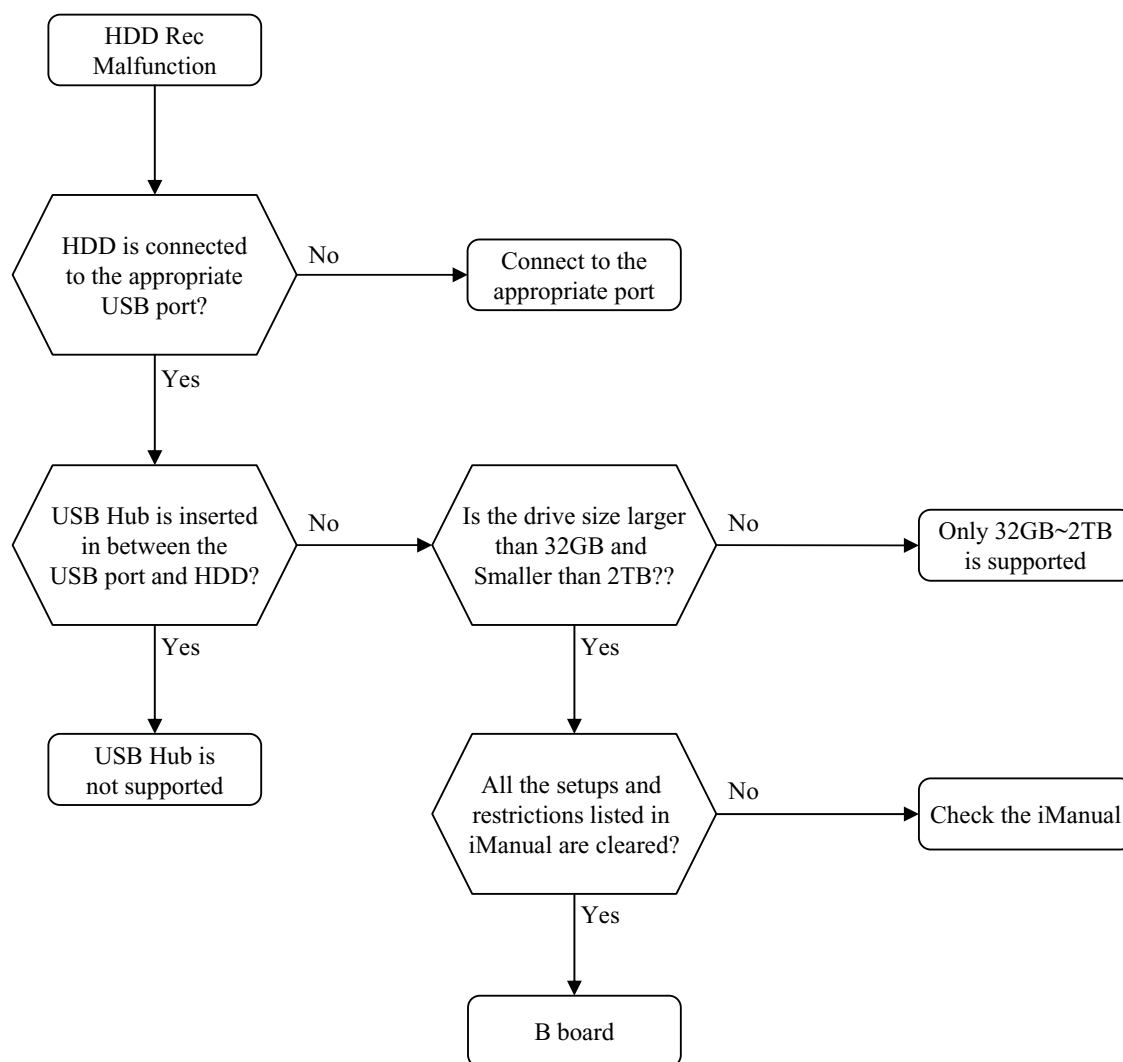 HDD Rec
Malfunction
HDD is connected
to the appropriate
USB port?
No
Connect to the
appropriate port
Yes
USB Hub is inserted
in between the
USB port and HDD?
No
Is the drive size larger
than 32GB and
Smaller than 2TB??
No
Only 32GB~2TB
is supported
Yes
Yes
USB Hub is
not supported
All the setups and
restrictions listed in
iManual are cleared?
No
Check the iManual
Yes
B board